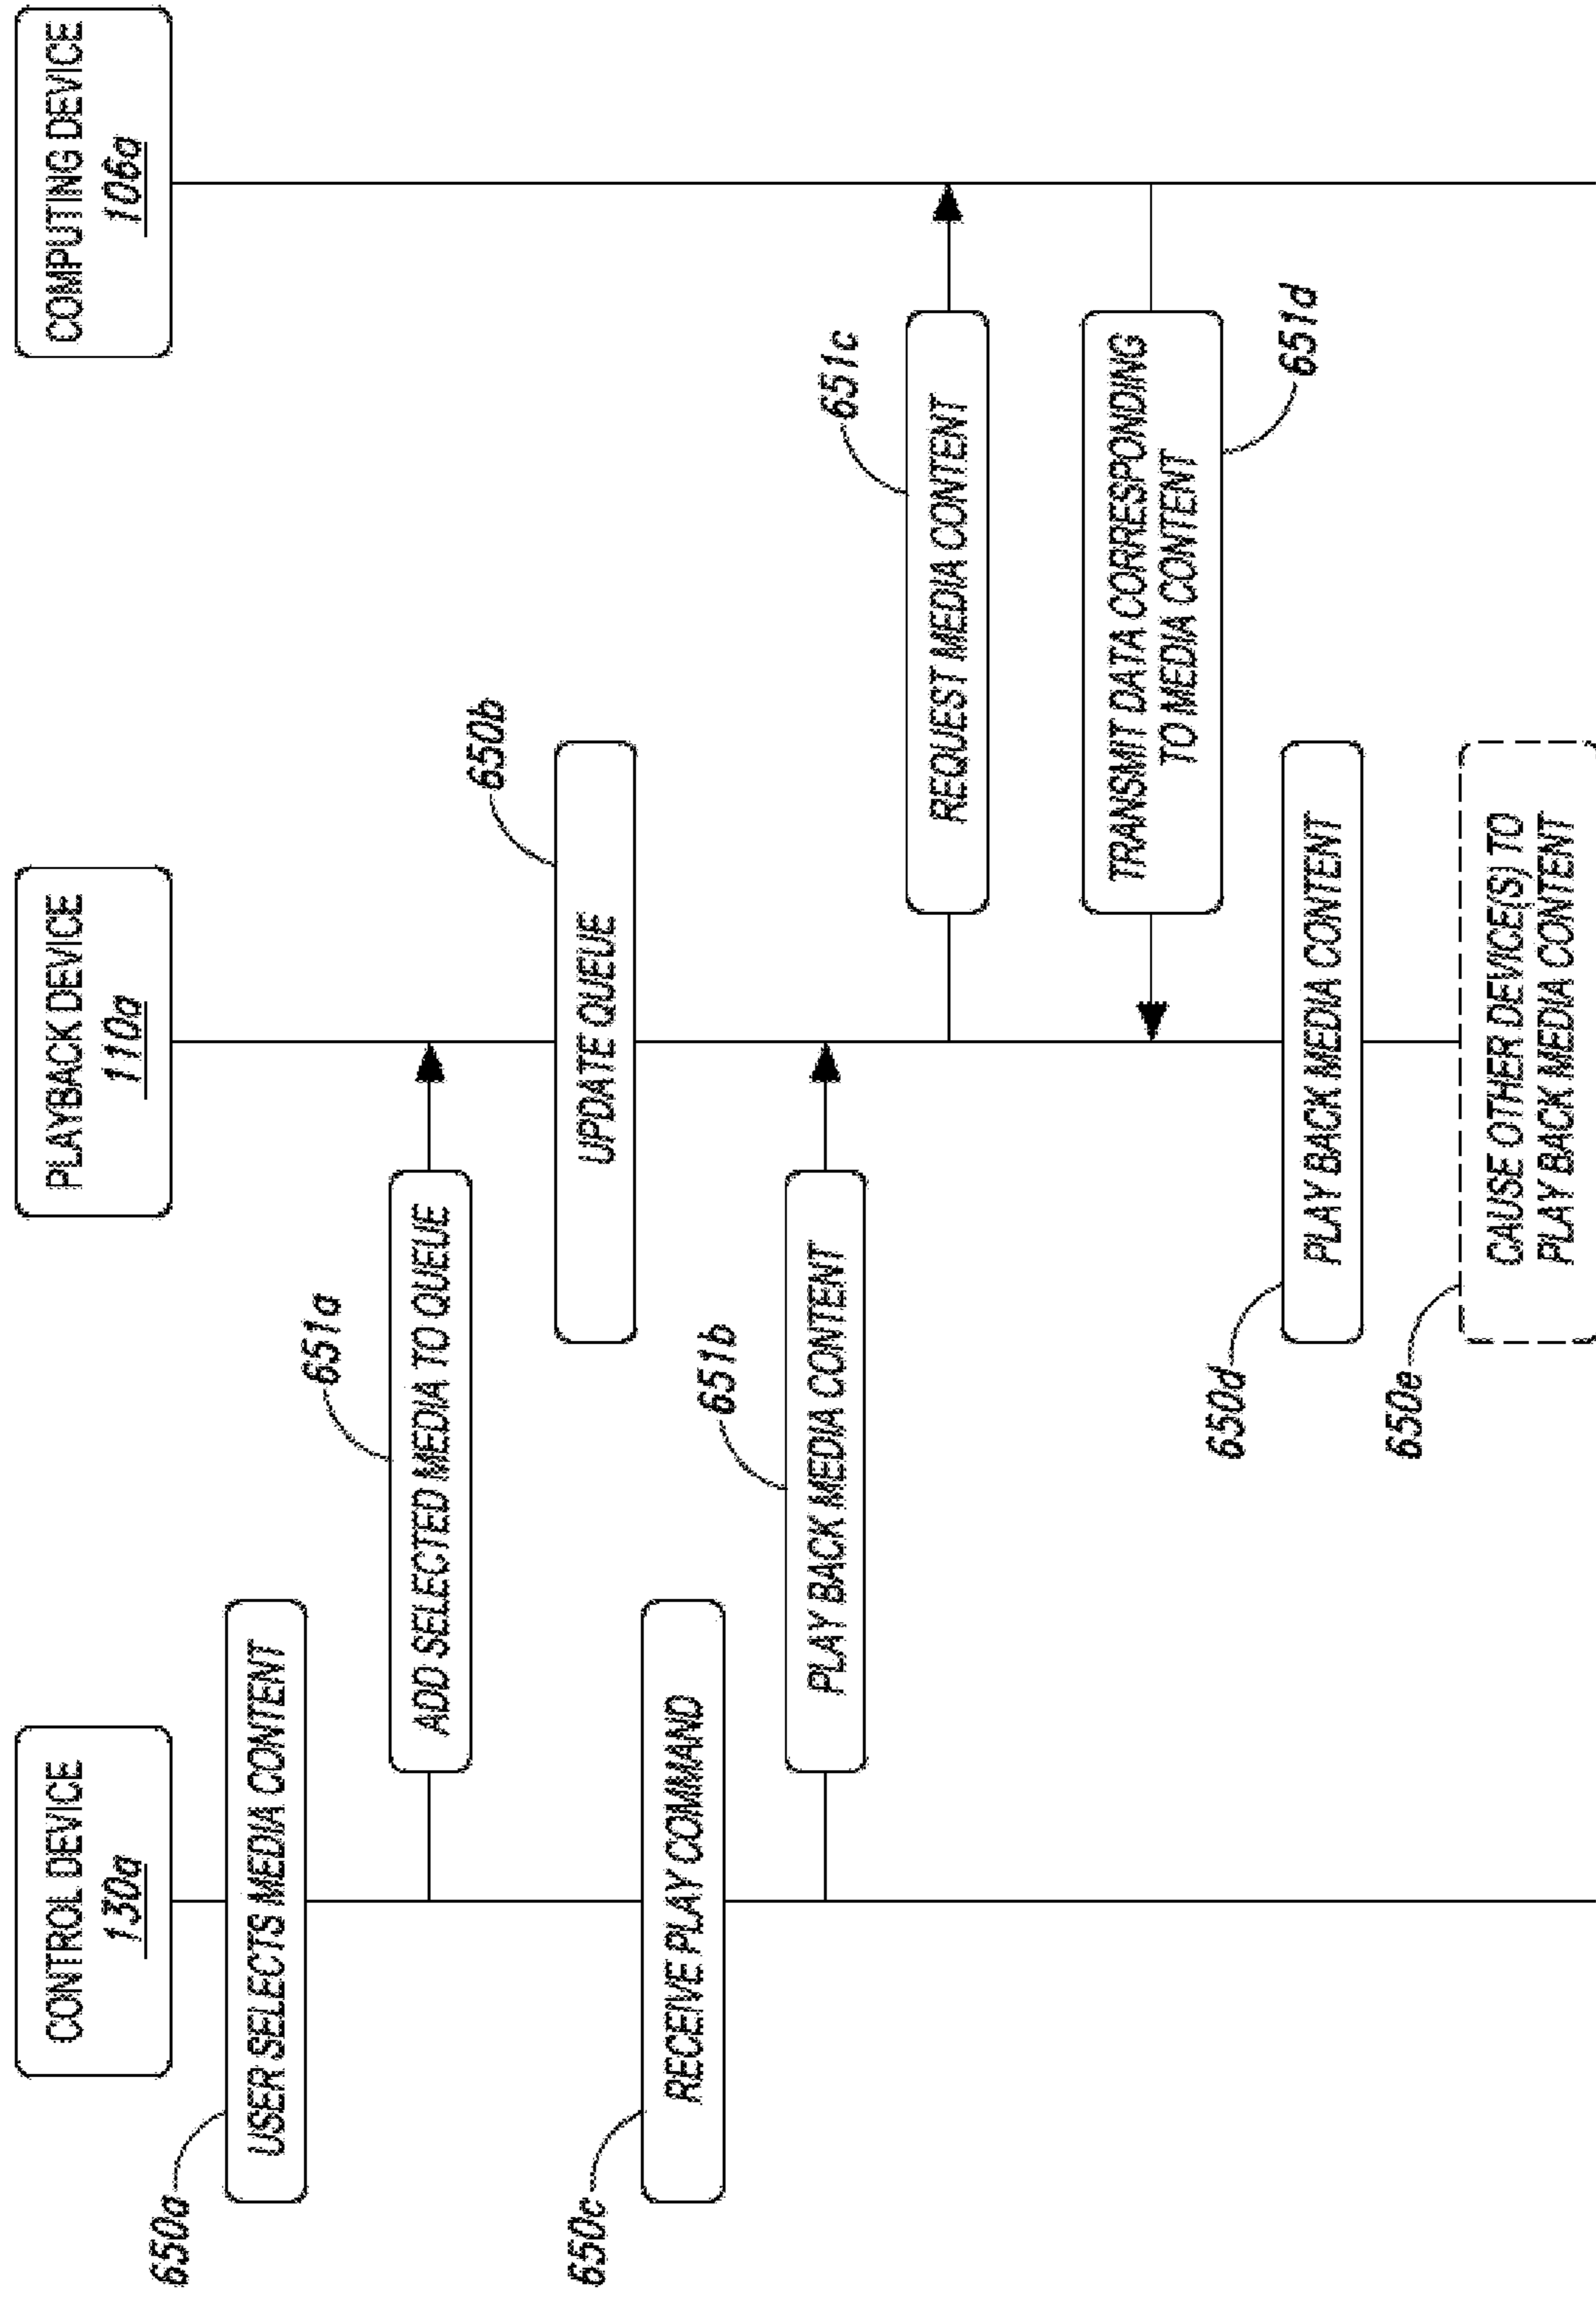 CONTROL DEVICE
130a
PLAYBACK DEVICE
110a
COMPUTING DEVICE
106a
650a
USER SELECTS MEDIA CONTENT
651a
ADD SELECTED MEDIA TO QUEUE
650b
UPDATE QUEUE
650c
RECEIVE PLAY COMMAND
651b
PLAY BACK MEDIA CONTENT
651c
REQUEST MEDIA CONTENT
TRANSMIT DATA CORRESPONDING
TO MEDIA CONTENT
651d
650d
PLAY BACK MEDIA CONTENT
650e
CAUSE OTHER DEVICE(S) TO
PLAY BACK MEDIA CONTENT